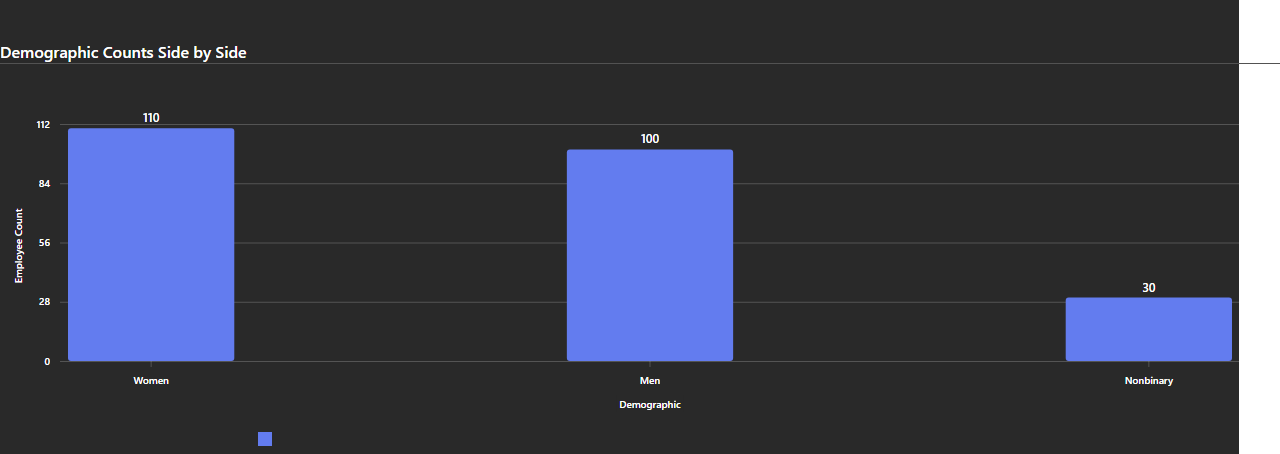 Demographic Counts Side by Side
110
100
30
112
84
56
28
0
Employee Count
Women
Men
Nonbinary
Demographic